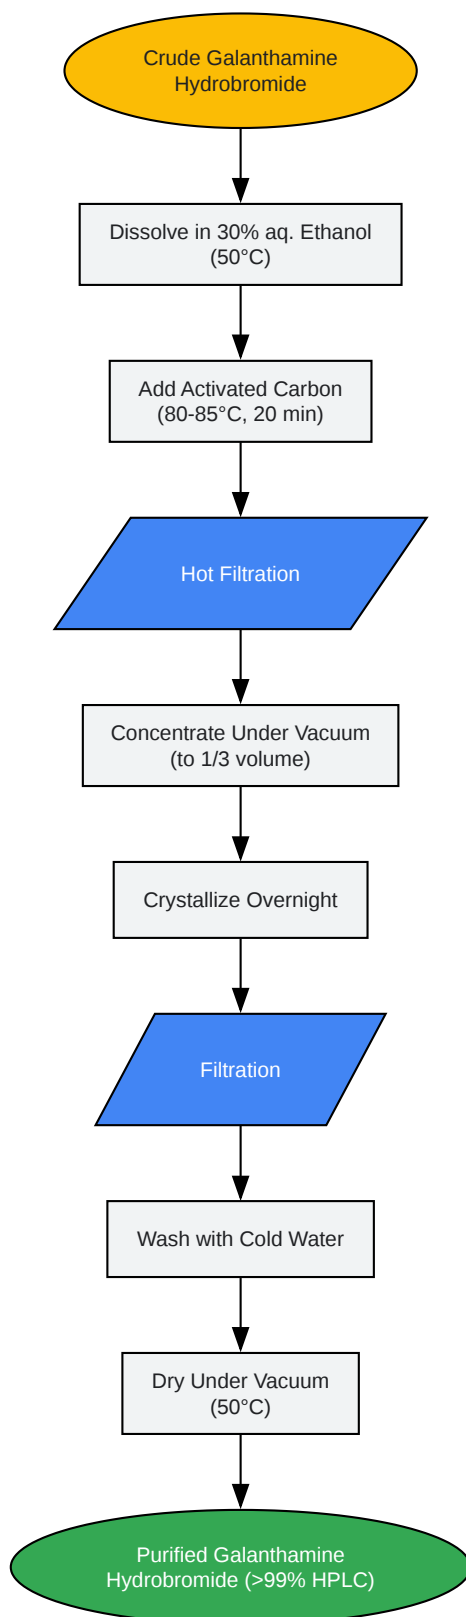 Crude Galanthamine
Hydrobromide
Dissolve in 30% aq. Ethanol
(50°C)
Add Activated Carbon
(80-85°C, 20 min)
Hot Filtration
Concentrate Under Vacuum
(to 1/3 volume)
Crystallize Overnight
Filtration
Wash with Cold Water
Dry Under Vacuum
(50°C)
Purified Galanthamine
Hydrobromide (>99% HPLC)